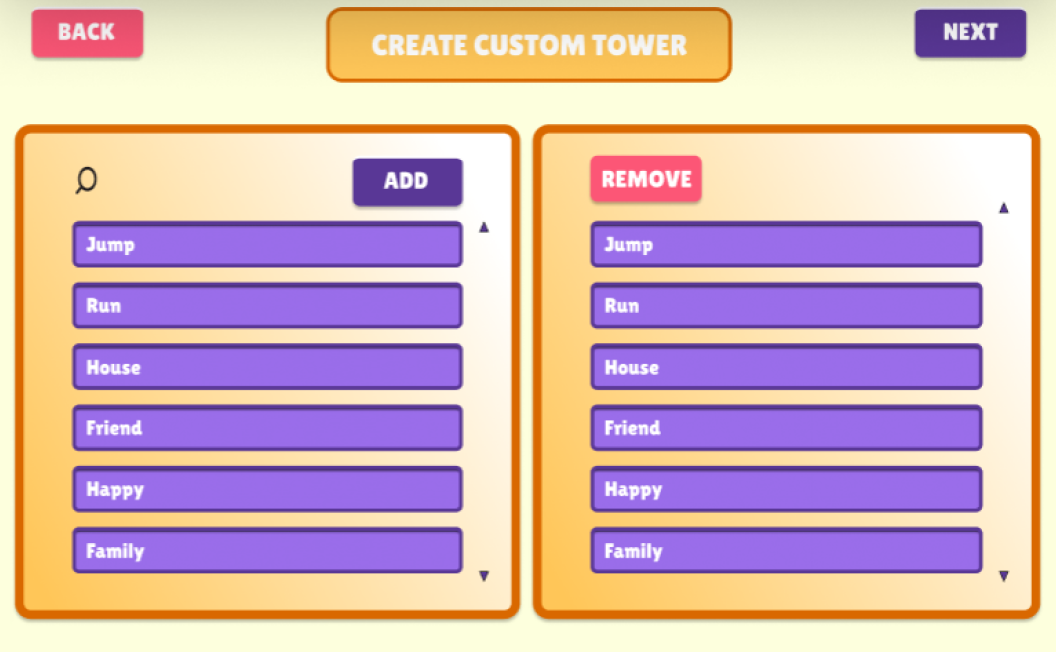 BACK
CREATE CUSTOM TOWER
NEXT
ADD
Jump
Run
House
Friend
Happy
Family
REMOVE
Jump
Run
House
Friend
Happy
Family